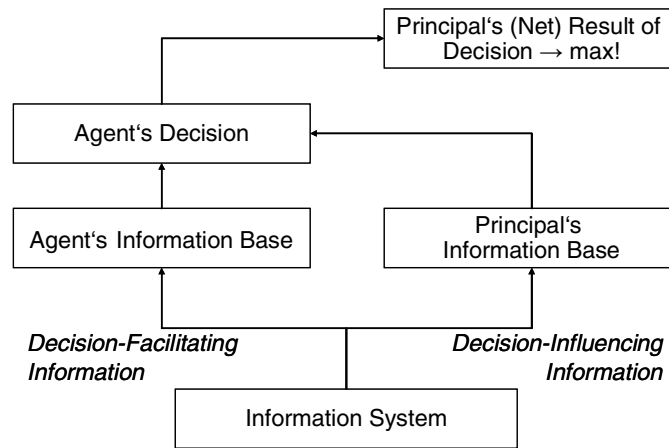 Principal‘s (Net) Result of
Decision → max!
Agent‘s Decision
Agent‘s Information Base
Principal‘s
Information Base
Decision-Facilitating
Information
Decision-Influencing
Information
Information System